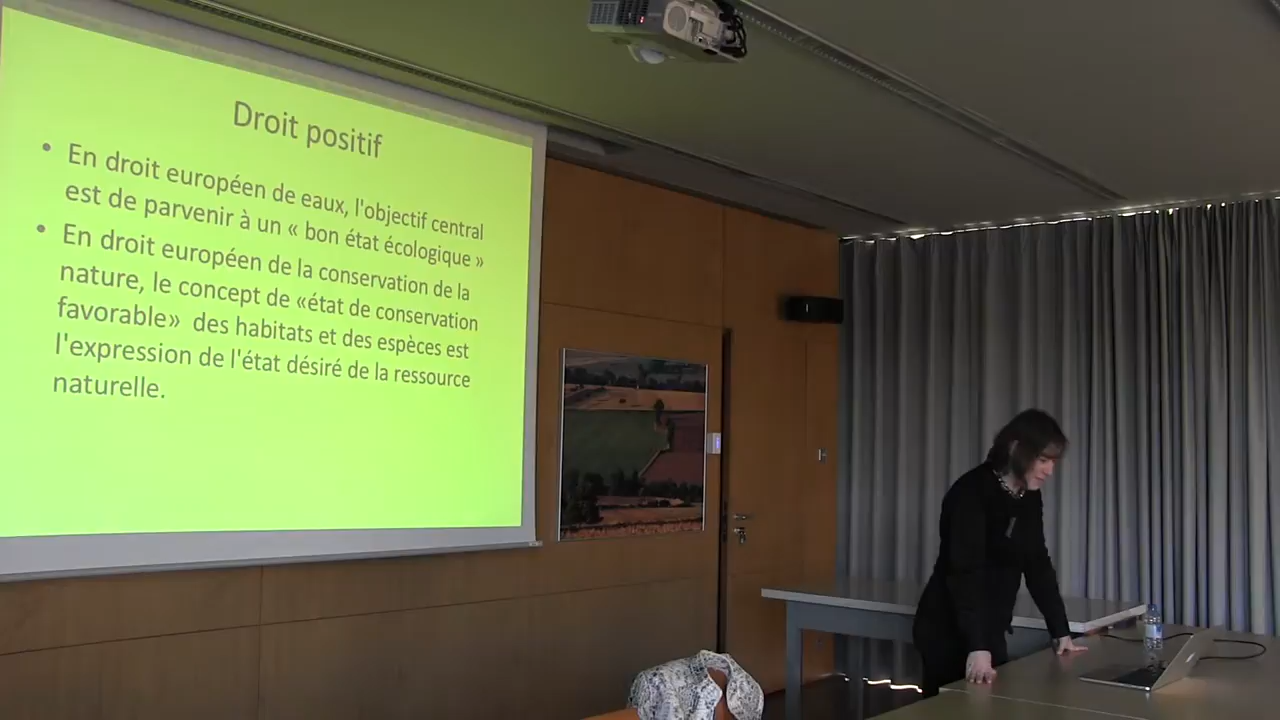 Droit positif
• En droit européen de eaux, l'objectif central
est de parvenir à un « bon état écologique »
• En droit européen de la conservation de la
nature, le concept de «état de conservation
favorable» des habitats et des espèces est
l'expression de l'état désiré de la ressource
naturelle.